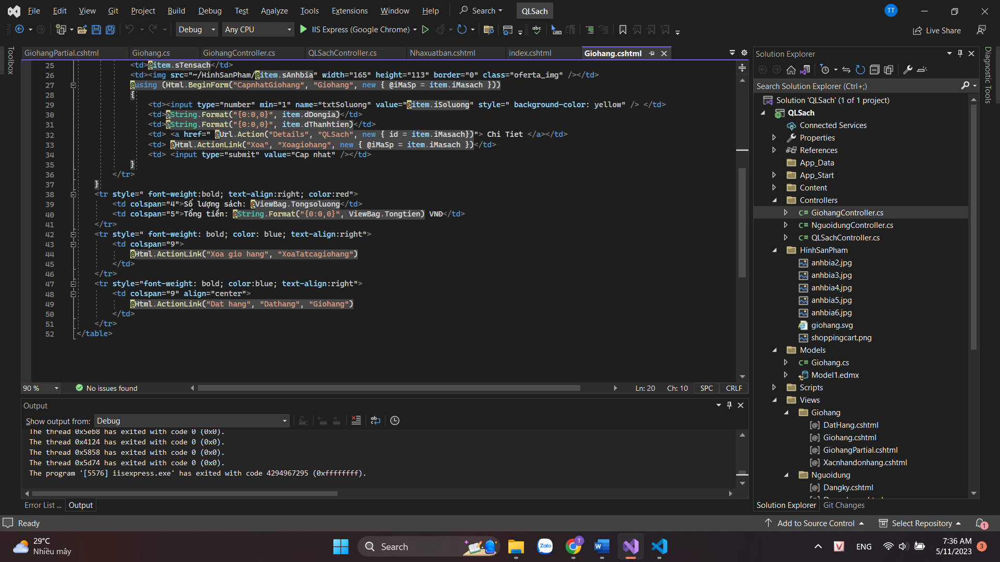 File Edit View Git Project Build Debug Test Analyze Tools Extensions Window Help Search QLSach TT
Debug Any CPU IIS Express (Google Chrome) Live Share
Toolbox
GiohangPartial.cshtml Giohang.cs GiohangController.cs QLSachController.cs Nhaxuatban.cshtml index.cshtml Giohang.cshtml
25 <td>@item.sTensach</td>
26 <td><img src="~/HinhSanPham/@item.sAnhbia" width="165" height="113" border="0" class="oferta_img" /></td>
27 @using (Html.BeginForm("CapnhatGiohang", "Giohang", new { @iMaSp = item.iMasach }))
28 {
29 <td><input type="number" min="1" name="txtSoluong" value="@item.iSoluong" style=" background-color: yellow" /> </td>
30 <td>@String.Format("{0:0,0}", item.dDongia)</td>
31 <td>@String.Format("{0:0,0}", item.dThanhtien)</td>
32 <td> <a href=" @Url.Action("Details", "QLSach", new { id = item.iMasach})"> Chi Tiet </a></td>
33 <td> @Html.ActionLink("Xoa", "Xoagiohang", new { @iMaSp = item.iMasach })</td>
34 <td> <input type="submit" value="Cap nhat" /></td>
35 }
36 </tr>
37 }
38 <tr style=" font-weight:bold; text-align:right; color:red">
39 <td colspan="4">Số lượng sách: @ViewBag.Tongsoluong</td>
40 <td colspan="5">Tổng tiền: @String.Format("{0:0,0}", ViewBag.Tongtien) VNĐ</td>
41 </tr>
42 <tr style=" font-weight: bold; color: blue; text-align:right">
43 <td colspan="9">
44 @Html.ActionLink("Xoa gio hang", "XoaTatcagiohang")
45 </td>
46 </tr>
47 <tr style="font-weight: bold; color:blue; text-align:right">
48 <td colspan="9" align="center">
49 @Html.ActionLink("Dat hang", "Dathang", "Giohang")
50 </td>
51 </tr>
52 </table>
90 % No issues found Ln: 20 Ch: 10 SPC CRLF
Output
Show output from: Debug
The thread 0x5eb8 has exited with code 0 (0x0).
The thread 0x4124 has exited with code 0 (0x0).
The thread 0x5858 has exited with code 0 (0x0).
The thread 0x5d74 has exited with code 0 (0x0).
The program '[5576] iisexpress.exe' has exited with code 4294967295 (0xffffffff).
Error List ... Output
Solution Explorer
Search Solution Explorer (Ctrl+;)
Solution 'QLSach' (1 of 1 project)
QLSach
Connected Services
Properties
References
App_Data
App_Start
Content
Controllers
C# GiohangController.cs
C# NguoidungController.cs
C# QLSachController.cs
HinhSanPham
anhbia2.jpg
anhbia3.jpg
anhbia4.jpg
anhbia5.jpg
anhbia6.jpg
giohang.svg
shoppingcart.png
Models
C# Giohang.cs
Model1.edmx
Scripts
Views
Giohang
[@] DatHang.cshtml
[@] Giohang.cshtml
[@] GiohangPartial.cshtml
[@] Xacnhandonhang.cshtml
Nguoidung
[@] Dangky.cshtml
Solution Explorer Git Changes
Diagnostic Tools
Ready Add to Source Control Select Repository 1
29°C
Nhiều mây
Search
Zalo
T
W
V
ENG
7:36 AM
5/11/2023
3